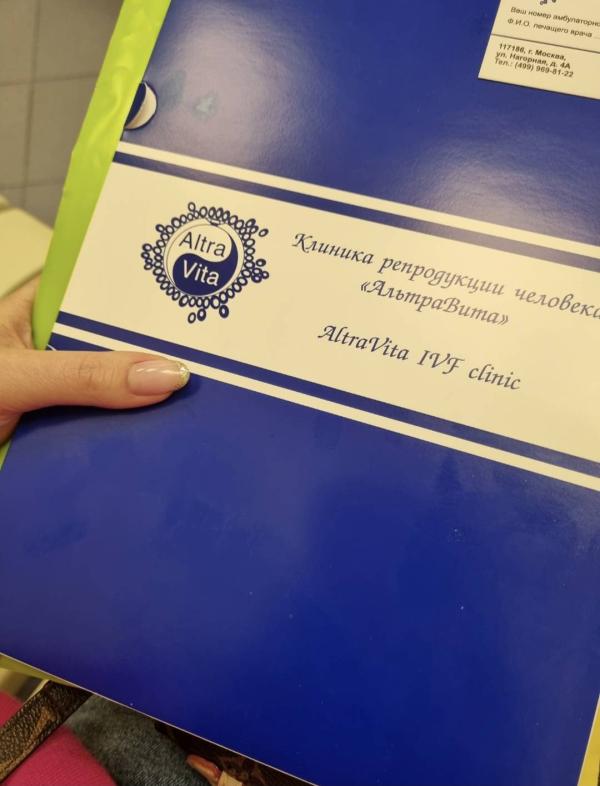 Ваш номер амбулаторно
Ф.И.О. лечащего врача ...
117186, г. Москва,
ул. Нагорная, д. 4А
Тел.: (499) 969-81-22
Altra
Vita
Клиника репродукции человека
«АльтраВита»
AltraVita IVF clinic